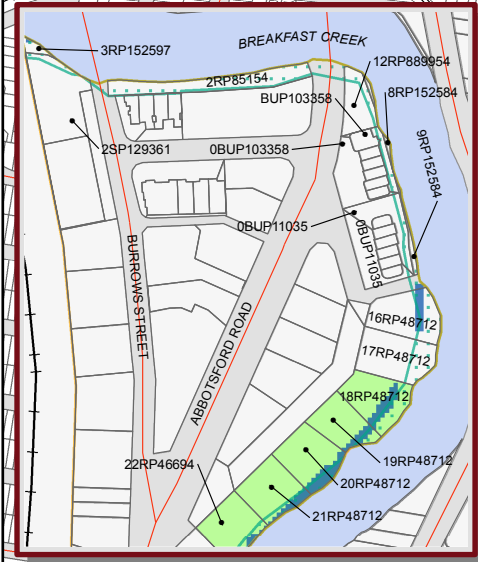 BREAKFAST CREEK
3RP152597
2RP85154
12RP889954
8RP152584
BUP103358
2SP129361
0BUP103358
9RP152584
0BUP11035
0BUP11035
BURROWS STREET
ABBOTSFORD ROAD
16RP48712
17RP48712
18RP48712
19RP48712
22RP46694
20RP48712
21RP48712